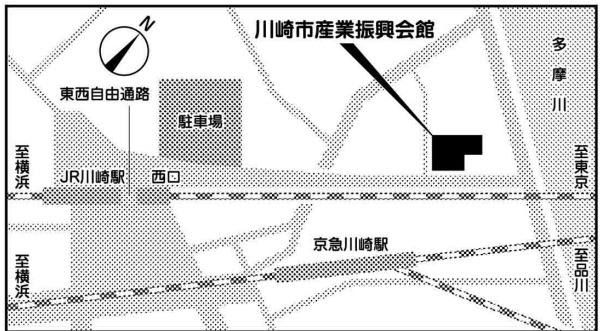 N
川崎市産業振興会館
多摩川
東西自由通路
駐車場
至横浜
JR川崎駅 西口
至東京
京急川崎駅
至横浜
至品川